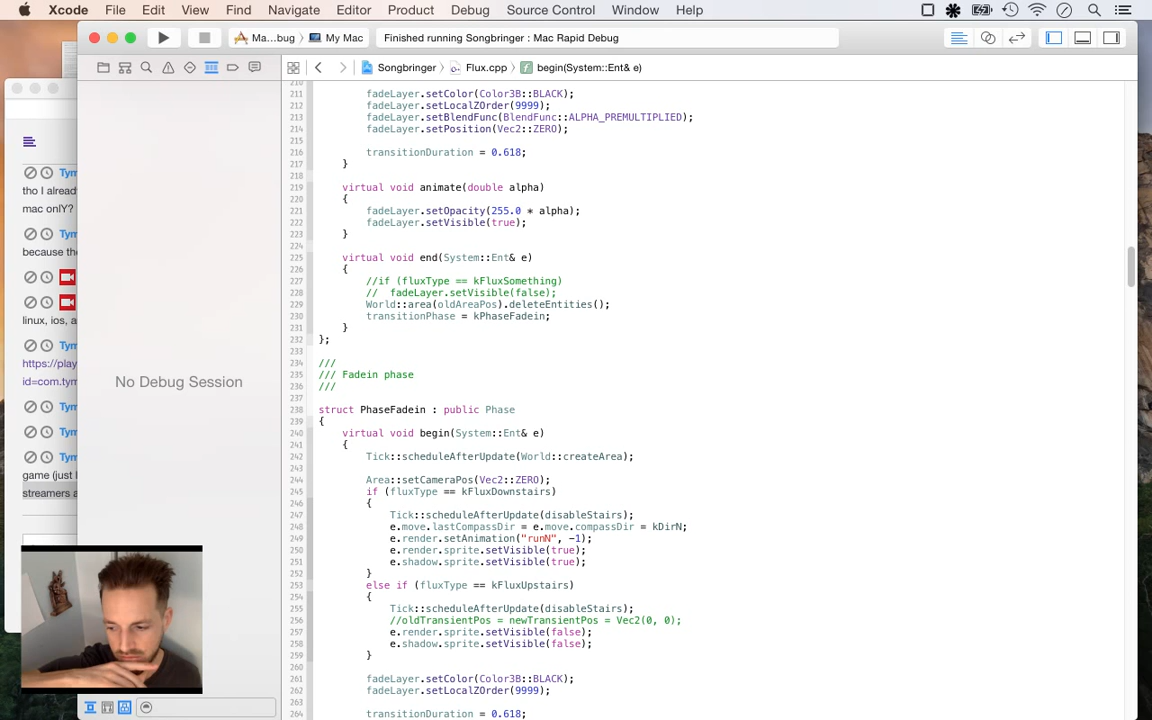 Xcode File Edit View Find Navigate Editor Product Debug Source Control Window Help
Ma...bug My Mac Finished running Songbringer : Mac Rapid Debug
Songbringer Flux.cpp begin(System::Ent& e)
Tym
tho I already
mac onlY?
Tym
because the
linux, ios, a
Tym
https://play
id=com.tym
Tym
Tym
Tym
game (just l
streamers a
No Debug Session
210
211 fadeLayer.setColor(Color3B::BLACK);
212 fadeLayer.setLocalZOrder(9999);
213 fadeLayer.setBlendFunc(BlendFunc::ALPHA_PREMULTIPLIED);
214 fadeLayer.setPosition(Vec2::ZERO);
215
216 transitionDuration = 0.618;
217 }
218
219 virtual void animate(double alpha)
220 {
221 fadeLayer.setOpacity(255.0 * alpha);
222 fadeLayer.setVisible(true);
223 }
224
225 virtual void end(System::Ent& e)
226 {
227 //if (fluxType == kFluxSomething)
228 //  fadeLayer.setVisible(false);
229 World::area(oldAreaPos).deleteEntities();
230 transitionPhase = kPhaseFadein;
231 }
232 };
233
234 ///
235 /// Fadein phase
236 ///
237
238 struct PhaseFadein : public Phase
239 {
240 virtual void begin(System::Ent& e)
241 {
242 Tick::scheduleAfterUpdate(World::createArea);
243
244 Area::setCameraPos(Vec2::ZERO);
245 if (fluxType == kFluxDownstairs)
246 {
247 Tick::scheduleAfterUpdate(disableStairs);
248 e.move.lastCompassDir = e.move.compassDir = kDirN;
249 e.render.setAnimation("runN", -1);
250 e.render.sprite.setVisible(true);
251 e.shadow.sprite.setVisible(true);
252 }
253 else if (fluxType == kFluxUpstairs)
254 {
255 Tick::scheduleAfterUpdate(disableStairs);
256 //oldTransientPos = newTransientPos = Vec2(0, 0);
257 e.render.sprite.setVisible(false);
258 e.shadow.sprite.setVisible(false);
259 }
260
261 fadeLayer.setColor(Color3B::BLACK);
262 fadeLayer.setLocalZOrder(9999);
263
264 transitionDuration = 0.618;